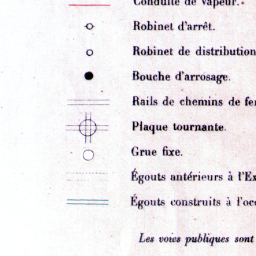 Conduite de vapeur.
Robinet d'arrêt.
Robinet de distribution
Bouche d'arrosage.
Rails de chemins de fer
Plaque tournante.
Grue fixe.
Égouts antérieurs à l'Ex
Égouts construits à l'occ
Les voies publiques sont